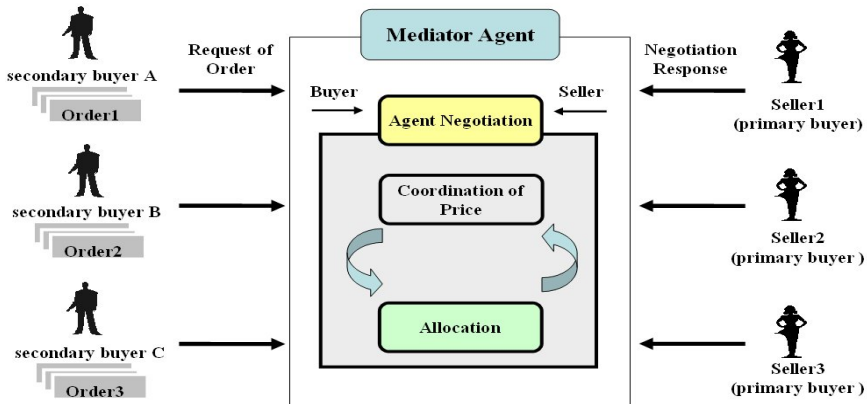 Mediator Agent
Request of
Order
Negotiation
Response
secondary buyer A
Order1
Buyer
Seller
Seller1
(primary buyer)
Agent Negotiation
Coordination of
Price
secondary buyer B
Order2
Seller2
(primary buyer )
Allocation
secondary buyer C
Order3
Seller3
(primary buyer )